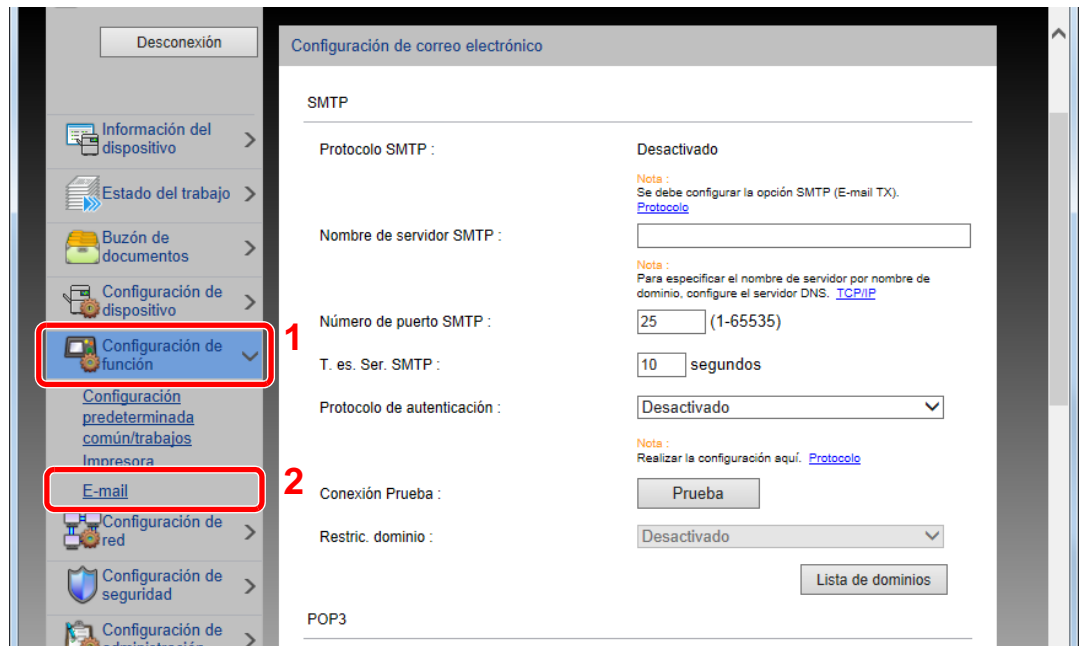 Desconexión
Configuración de correo electrónico
SMTP
Información del
dispositivo
Protocolo SMTP :
Desactivado
Nota :
Se debe configurar la opción SMTP (E-mail TX).
Protocolo
Estado del trabajo
Nombre de servidor SMTP :
Buzón de
documentos
Nota :
Para especificar el nombre de servidor por nombre de
dominio, configure el servidor DNS. TCP/IP
Configuración de
dispositivo
Número de puerto SMTP :
25 (1-65535)
1
Configuración de
función
T. es. Ser. SMTP :
10 segundos
Configuración
predeterminada
común/trabajos
Protocolo de autenticación :
Desactivado
Nota :
Realizar la configuración aquí. Protocolo
Impresora
E-mail
2
Conexión Prueba :
Prueba
Configuración de
red
Restric. dominio :
Desactivado
Configuración de
seguridad
Lista de dominios
POP3
Configuración de
administración